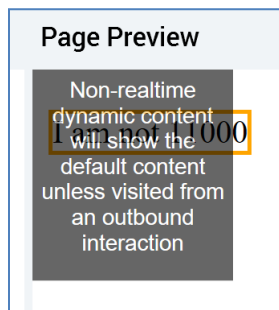 Page Preview
Non-realtime
dynamic content
I am not 11000
will show the
default content
unless visited from
an outbound
interaction